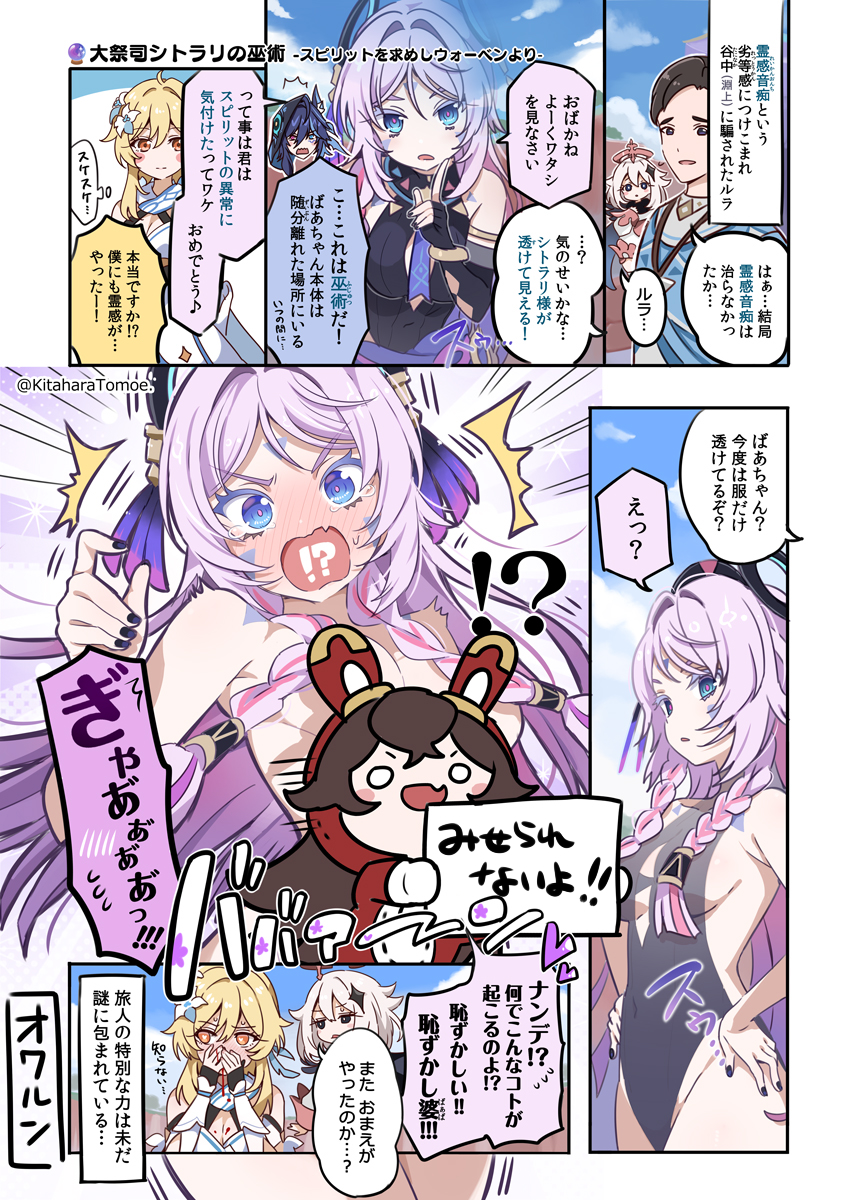 大祭司シトラリの巫術 -スピリットを求めしウォーベンより-
霊感音痴という
劣等感につけこまれ
谷中(淵上)に騙されたルラ
はぁ…結局
霊感音痴は
治らなかっ
たか…
ルラ…
…?
気のせいかな…
シトラリ様が
透けて見える!
おばかね
よーくワタシ
を見なさい
ズゥ…
こ…これは巫術だ!
ばあちゃん本体は
随分離れた場所にいる
いつの間に…
って事は君は
スピリットの異常に
気付けたってワケ
おめでとう♪
スケスケ…
本当ですか!?
僕にも霊感が…
やったー!
@KitaharaTomoe.
ばあちゃん?
今度は服だけ
透けてるぞ?
えっ?
ズゥ…
!?
!?
ぎゃあぁぁあっ!!!
みせられ
ないよ!!
バババァーーン
ナンデ!?
何でこんなコトが
起こるのよ!?
恥ずかしい!!
恥ずかし婆!!!
また おまえが
やったのか…?
知らない…
旅人の特別な力は未だ
謎に包まれている…
オワルン